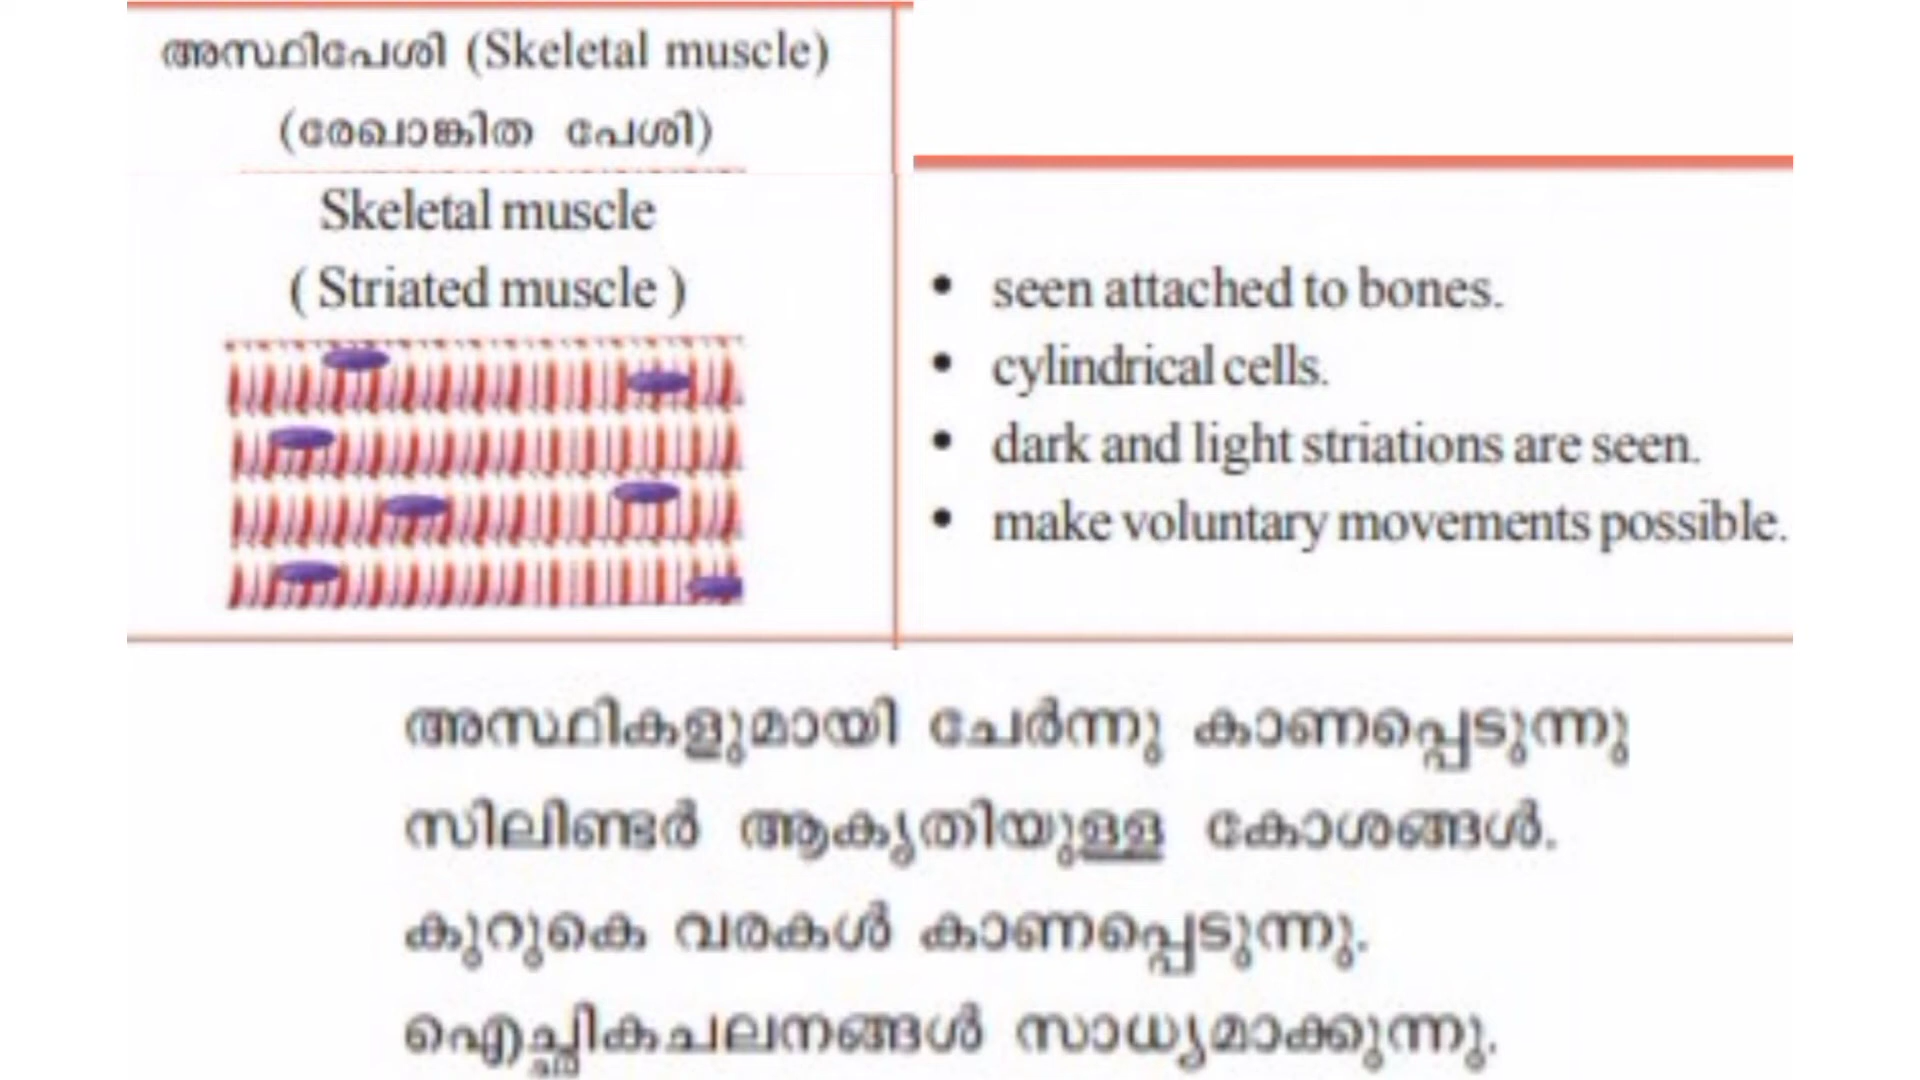 അസ്ഥിപേശി (Skeletal muscle)
(രേഖാങ്കിത പേശി)
Skeletal muscle
( Striated muscle )
• seen attached to bones.
• cylindrical cells.
• dark and light striations are seen.
• make voluntary movements possible.
അസ്ഥികളുമായി ചേർന്നു കാണപ്പെടുന്നു
സിലിണ്ടർ ആകൃതിയുള്ള കോശങ്ങൾ.
കുറുകെ വരകൾ കാണപ്പെടുന്നു.
ഐച്ഛികചലനങ്ങൾ സാധ്യമാക്കുന്നു.